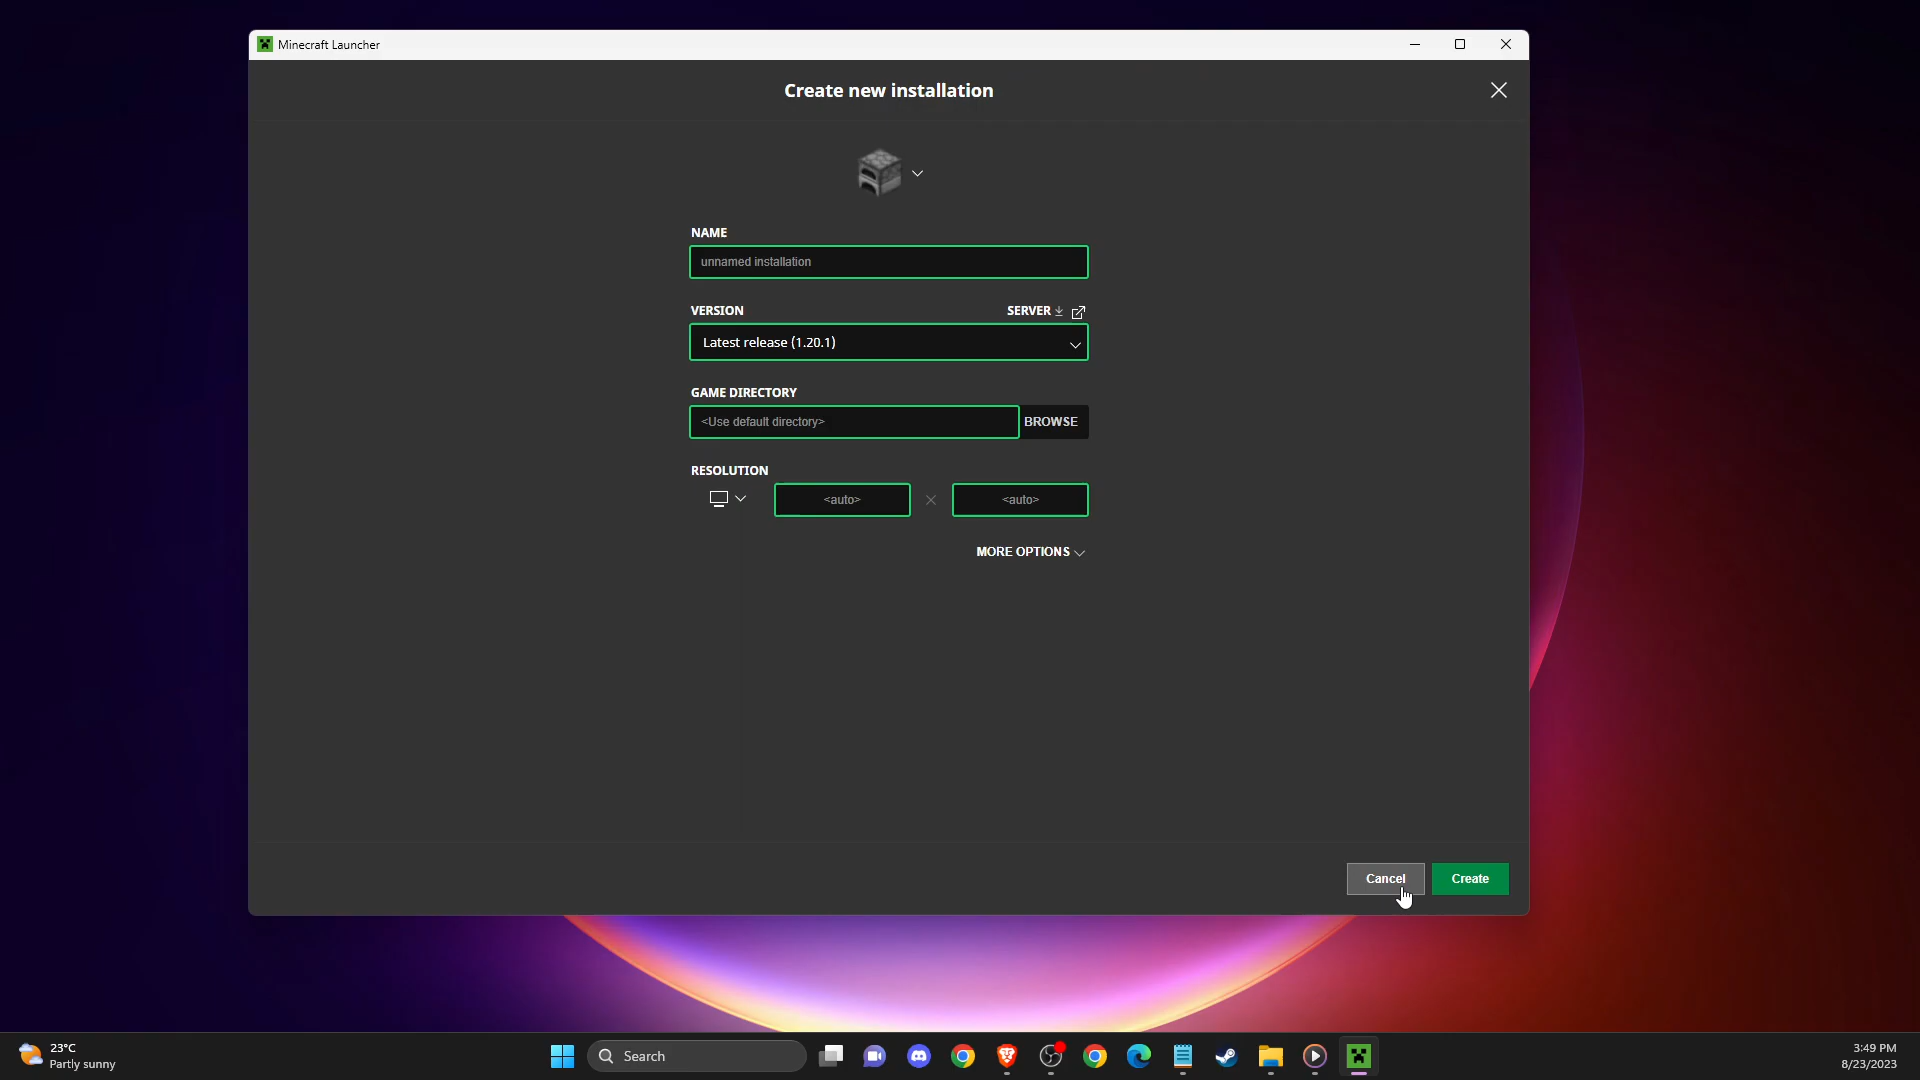 Minecraft Launcher
Create new installation
NAME
unnamed installation
VERSION SERVER
Latest release (1.20.1)
GAME DIRECTORY
<Use default directory> BROWSE
RESOLUTION
<auto> <auto>
MORE OPTIONS
Cancel Create
23°C
Partly sunny
Search
3:49 PM
8/23/2023